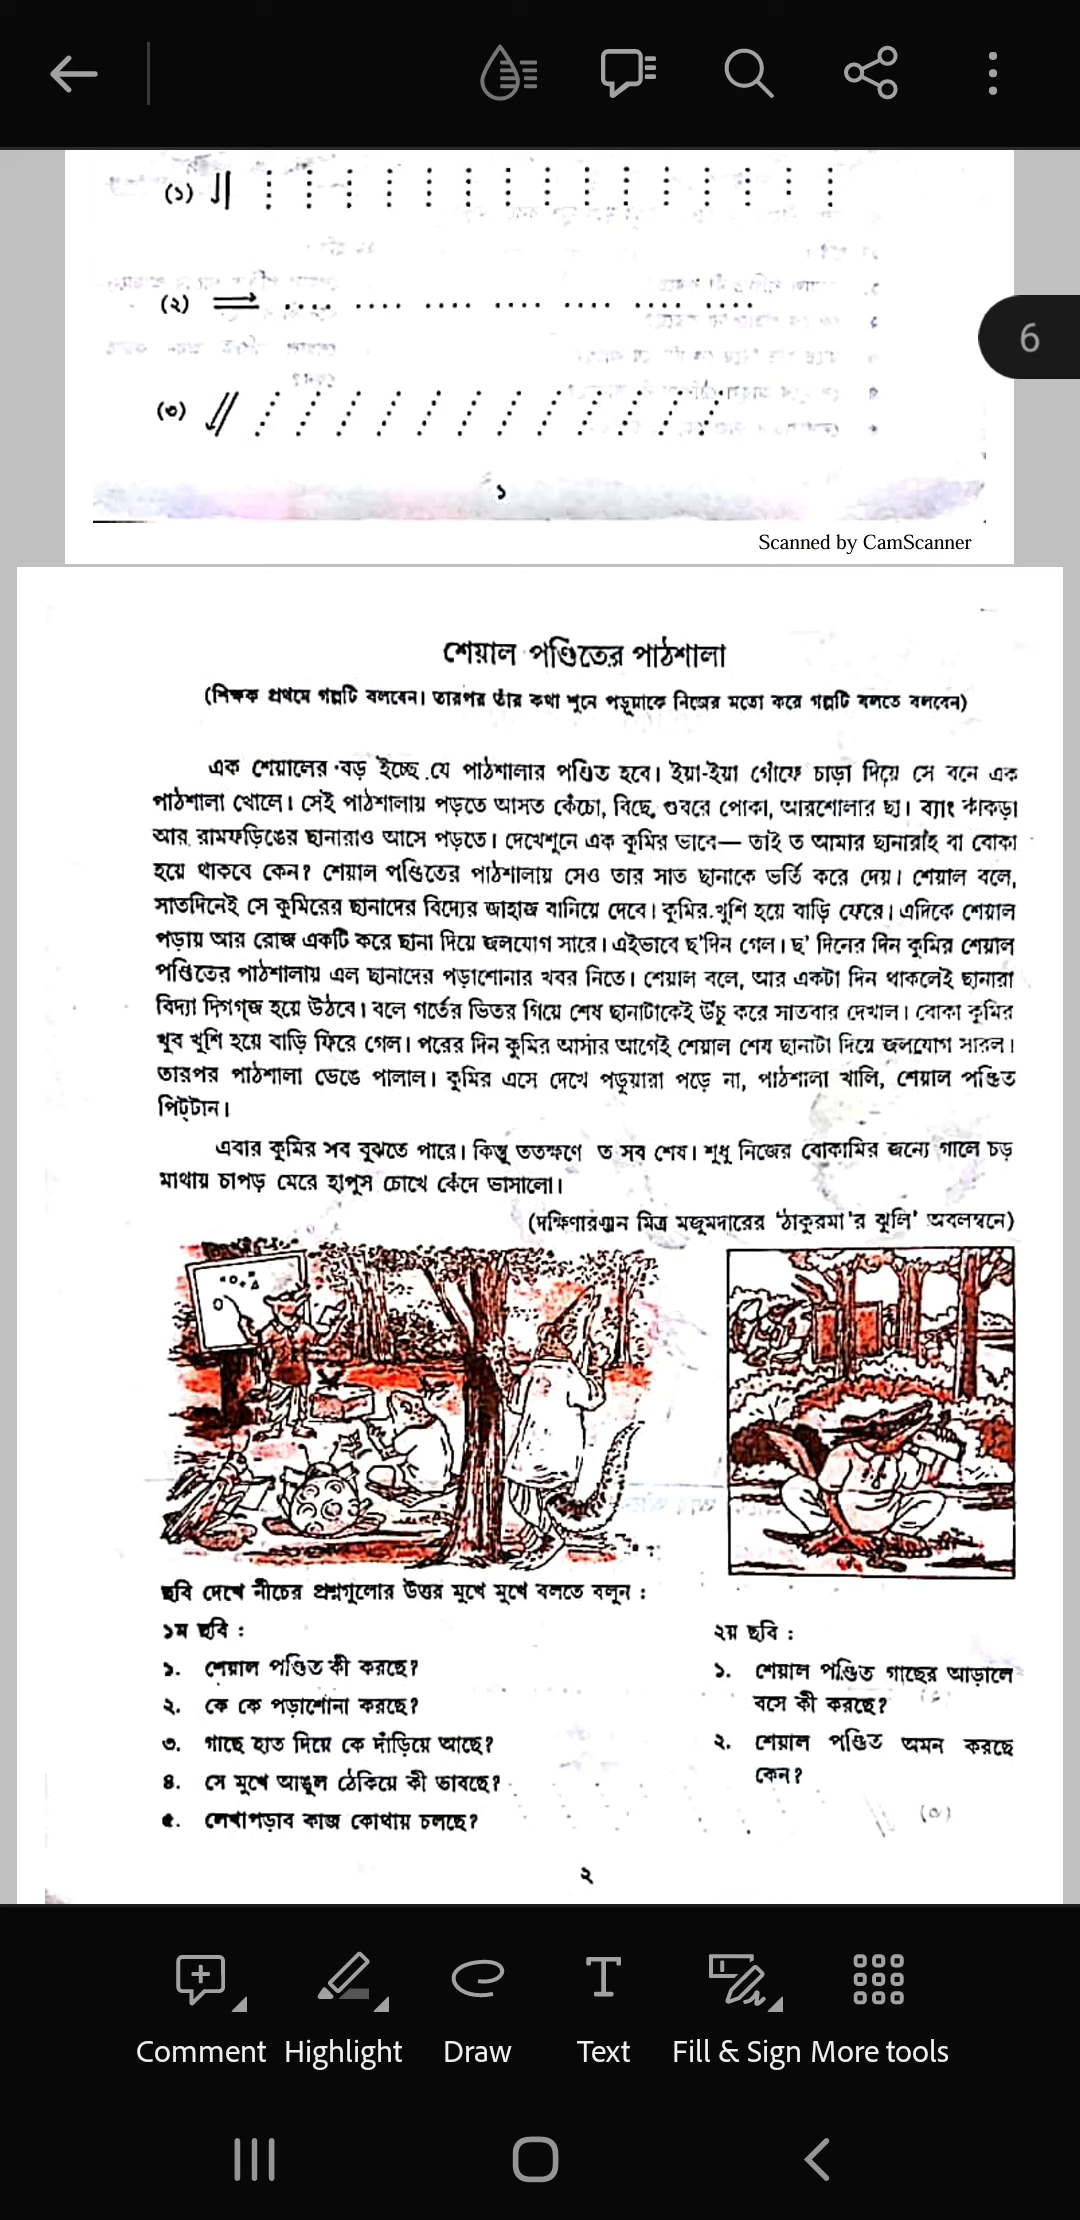 6
(১)
(২)
(৩)
১
Scanned by CamScanner
শেয়াল পণ্ডিতের পাঠশালা
(শিক্ষক প্রথমে গল্পটি বলবেন। তারপর তাঁর কথা শুনে পড়ুয়াকে নিজের মতো করে গল্পটি বলতে বলবেন)
এক শেয়ালের বড় ইচ্ছে যে পাঠশালার পণ্ডিত হবে। ইয়া-ইয়া গোঁফে চাড়া দিয়ে সে বনে এক
পাঠশালা খোলে। সেই পাঠশালায় পড়তে আসত কেঁচো, বিছে, গুবরে পোকা, আরশোলার ছা। ব্যাং কাঁকড়া
আর রামফড়িঙের ছানারাও আসে পড়তে। দেখেশুনে এক কুমির ভাবে— তাই ত আমার ছানারাই বা বোকা
হয়ে থাকবে কেন? শেয়াল পণ্ডিতের পাঠশালায় সেও তার সাত ছানাকে ভর্তি করে দেয়। শেয়াল বলে,
সাতদিনেই সে কুমিরের ছানাদের বিদ্যের জাহাজ বানিয়ে দেবে। কুমির খুশি হয়ে বাড়ি ফেরে। এদিকে শেয়াল
পড়ায় আর রোজ একটি করে ছানা দিয়ে জলযোগ সারে। এইভাবে ছ'দিন গেল। ছ' দিনের দিন কুমির শেয়াল
পণ্ডিতের পাঠশালায় এল ছানাদের পড়াশোনার খবর নিতে। শেয়াল বলে, আর একটা দিন থাকলেই ছানারা
বিদ্যা দিগগ্জ হয়ে উঠবে। বলে গর্তের ভিতর গিয়ে শেষ ছানাটাকেই উঁচু করে সাতবার দেখাল। বোকা কুমির
খুব খুশি হয়ে বাড়ি ফিরে গেল। পরের দিন কুমির আসার আগেই শেয়াল শেষ ছানাটা দিয়ে জলযোগ সারল।
তারপর পাঠশালা ভেঙে পালাল। কুমির এসে দেখে পড়ুয়ারা পড়ে না, পাঠশালা খালি, শেয়াল পণ্ডিত
পিট্টান।
এবার কুমির সব বুঝতে পারে। কিন্তু ততক্ষণে ত সব শেষ। শুধু নিজের বোকামির জন্যে গালে চড়
মাথায় চাপড় মেরে হাপুস চোখে কেঁদে ভাসালো।
(দক্ষিণারঞ্জন মিত্র মজুমদারের 'ঠাকুরমা'র ঝুলি' অবলম্বনে)
ছবি দেখে নীচের প্রশ্নগুলোর উত্তর মুখে মুখে বলতে বলুন :
১ম ছবি :
১. শেয়াল পণ্ডিত কী করছে?
২. কে কে পড়াশোনা করছে?
৩. গাছে হাত দিয়ে কে দাঁড়িয়ে আছে?
৪. সে মুখে আঙুল ঠেকিয়ে কী ভাবছে?
৫. লেখাপড়াব কাজ কোথায় চলছে?
২য় ছবি :
১. শেয়াল পণ্ডিত গাছের আড়ালে
বসে কী করছে?
২. শেয়াল পণ্ডিত অমন করছে
কেন?
২
Comment
Highlight
Draw
Text
Fill & Sign
More tools